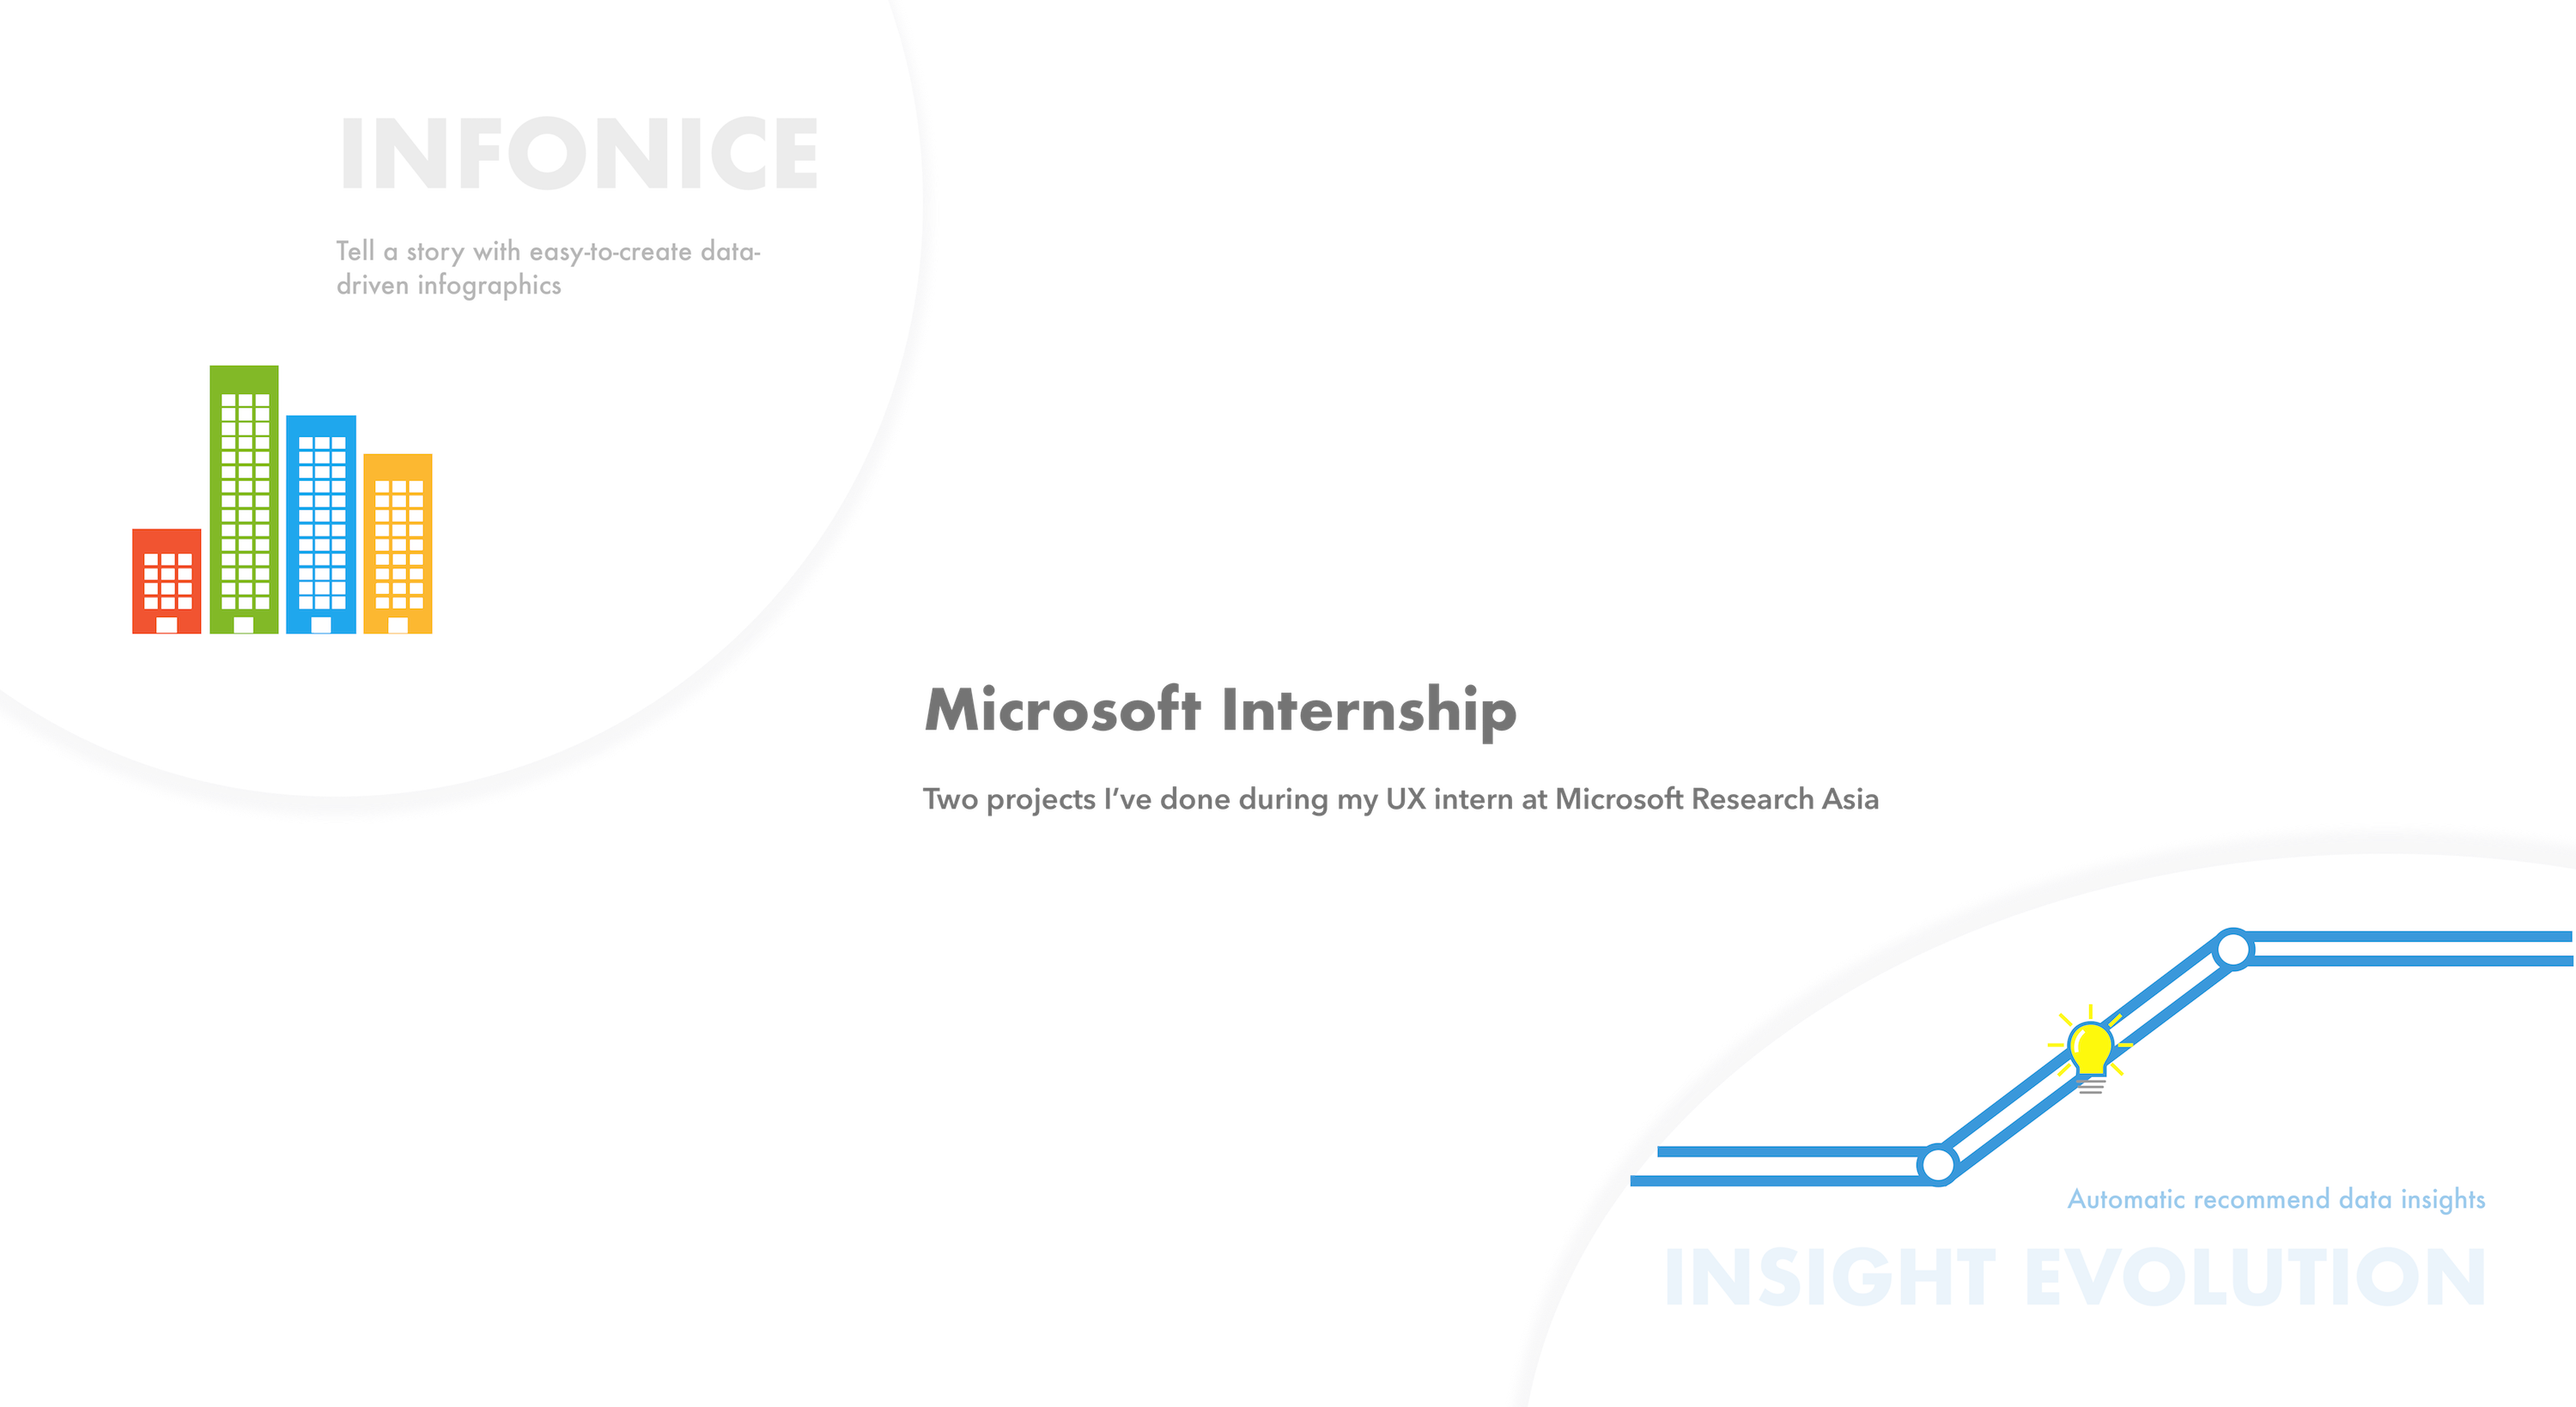 INFONICE
Tell a story with easy-to-create data-
driven infographics
Microsoft Internship
Two projects I’ve done during my UX intern at Microsoft Research Asia
Automatic recommend data insights
INSIGHT EVOLUTION